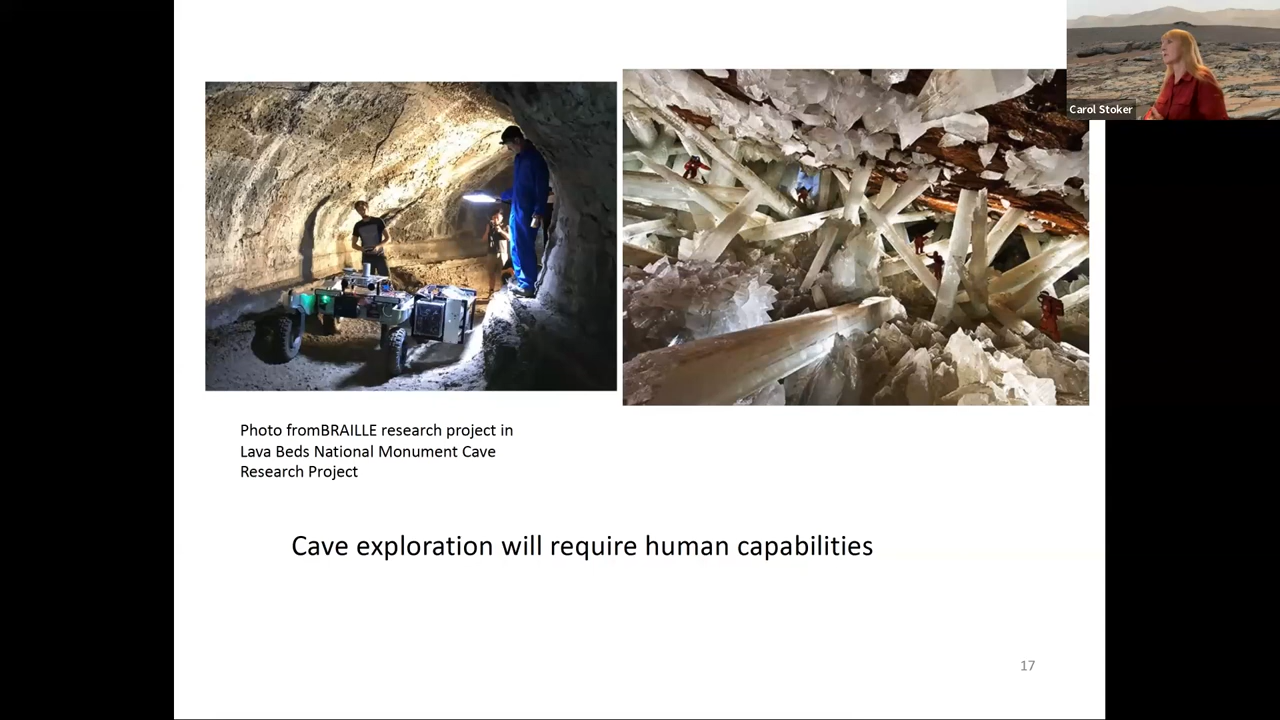 Carol Stoker
Photo fromBRAILLE research project in
Lava Beds National Monument Cave
Research Project
Cave exploration will require human capabilities
17